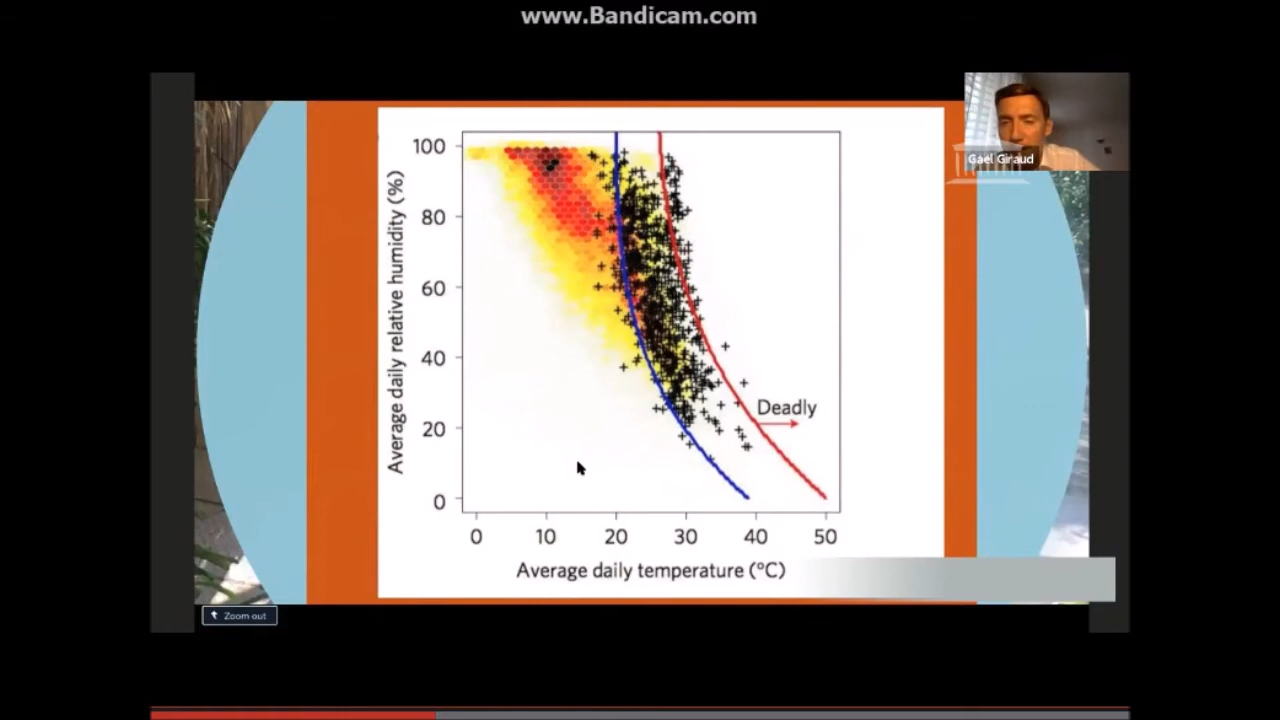 www.Bandicam.com
Gael Giraud
100
80
60
40
20
0
Average daily relative humidity (%)
Deadly
0 10 20 30 40 50
Average daily temperature (°C)
Zoom out